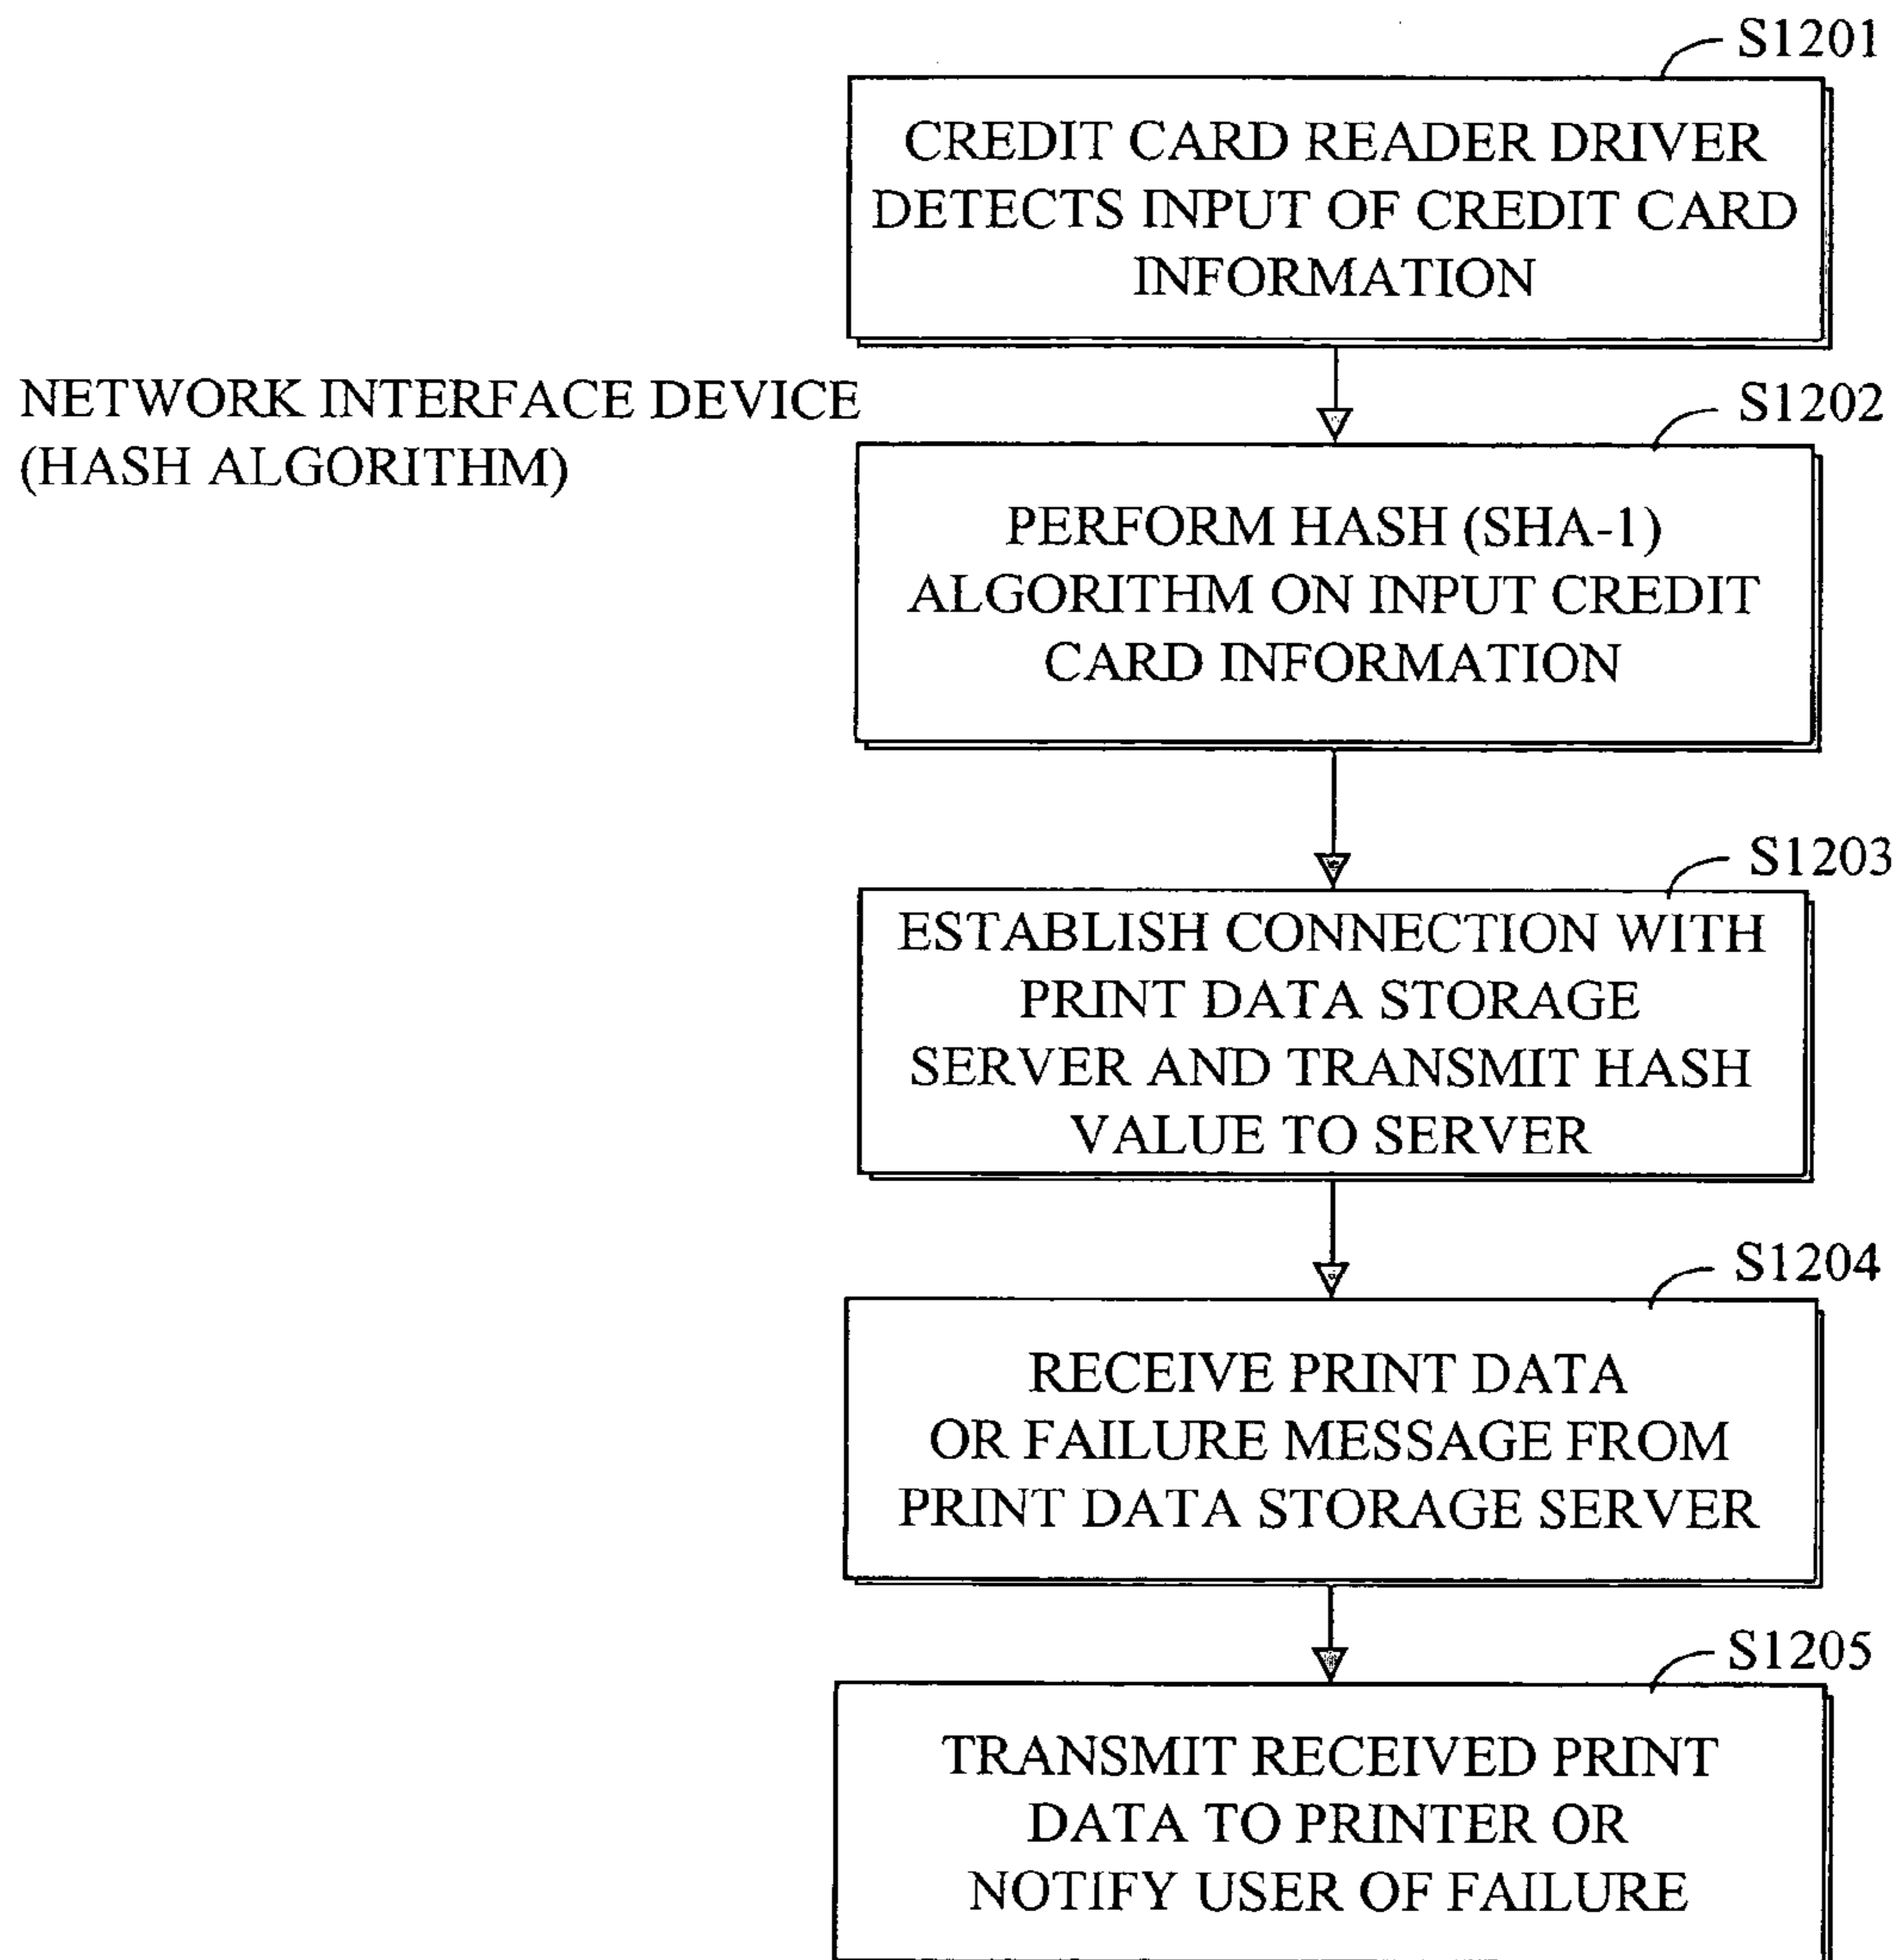 S1201
CREDIT CARD READER DRIVER
DETECTS INPUT OF CREDIT CARD
INFORMATION
NETWORK INTERFACE DEVICE
(HASH ALGORITHM)
S1202
PERFORM HASH (SHA-1)
ALGORITHM ON INPUT CREDIT
CARD INFORMATION
S1203
ESTABLISH CONNECTION WITH
PRINT DATA STORAGE
SERVER AND TRANSMIT HASH
VALUE TO SERVER
S1204
RECEIVE PRINT DATA
OR FAILURE MESSAGE FROM
PRINT DATA STORAGE SERVER
S1205
TRANSMIT RECEIVED PRINT
DATA TO PRINTER OR
NOTIFY USER OF FAILURE